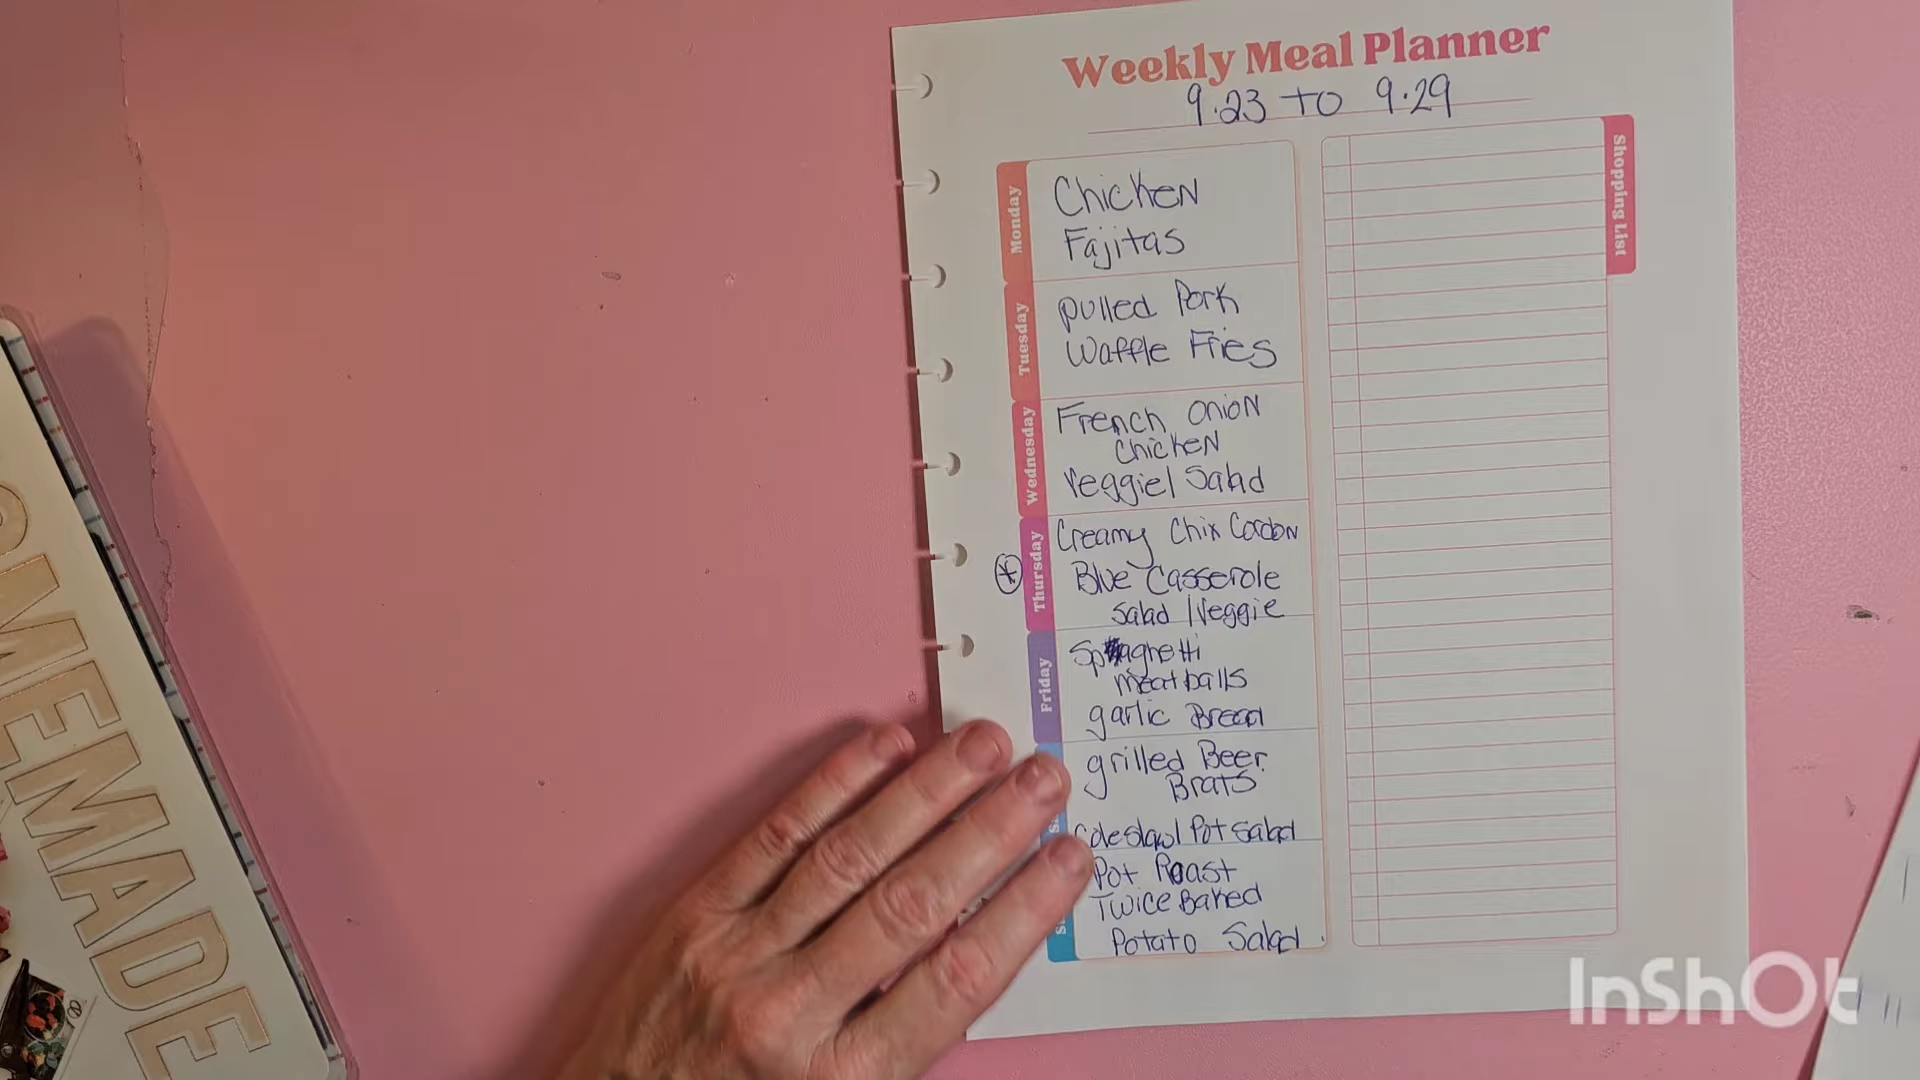 Weekly Meal Planner
9.23 to 9.29
Monday
Chicken
Fajitas
Tuesday
pulled Pork
Waffle Fries
Wednesday
French Onion
Chicken
Veggie/ Salad
Thursday
Creamy Chix Cordon
Blue Casserole
Salad /Veggie
Friday
Spaghetti
meatballs
garlic Bread
Sa
grilled Beer
Brats
Coleslaw/ Pot Salad
S
Pot Roast
Twice Baked
Potato Salad
Shopping List
OMEMADE
InShOt